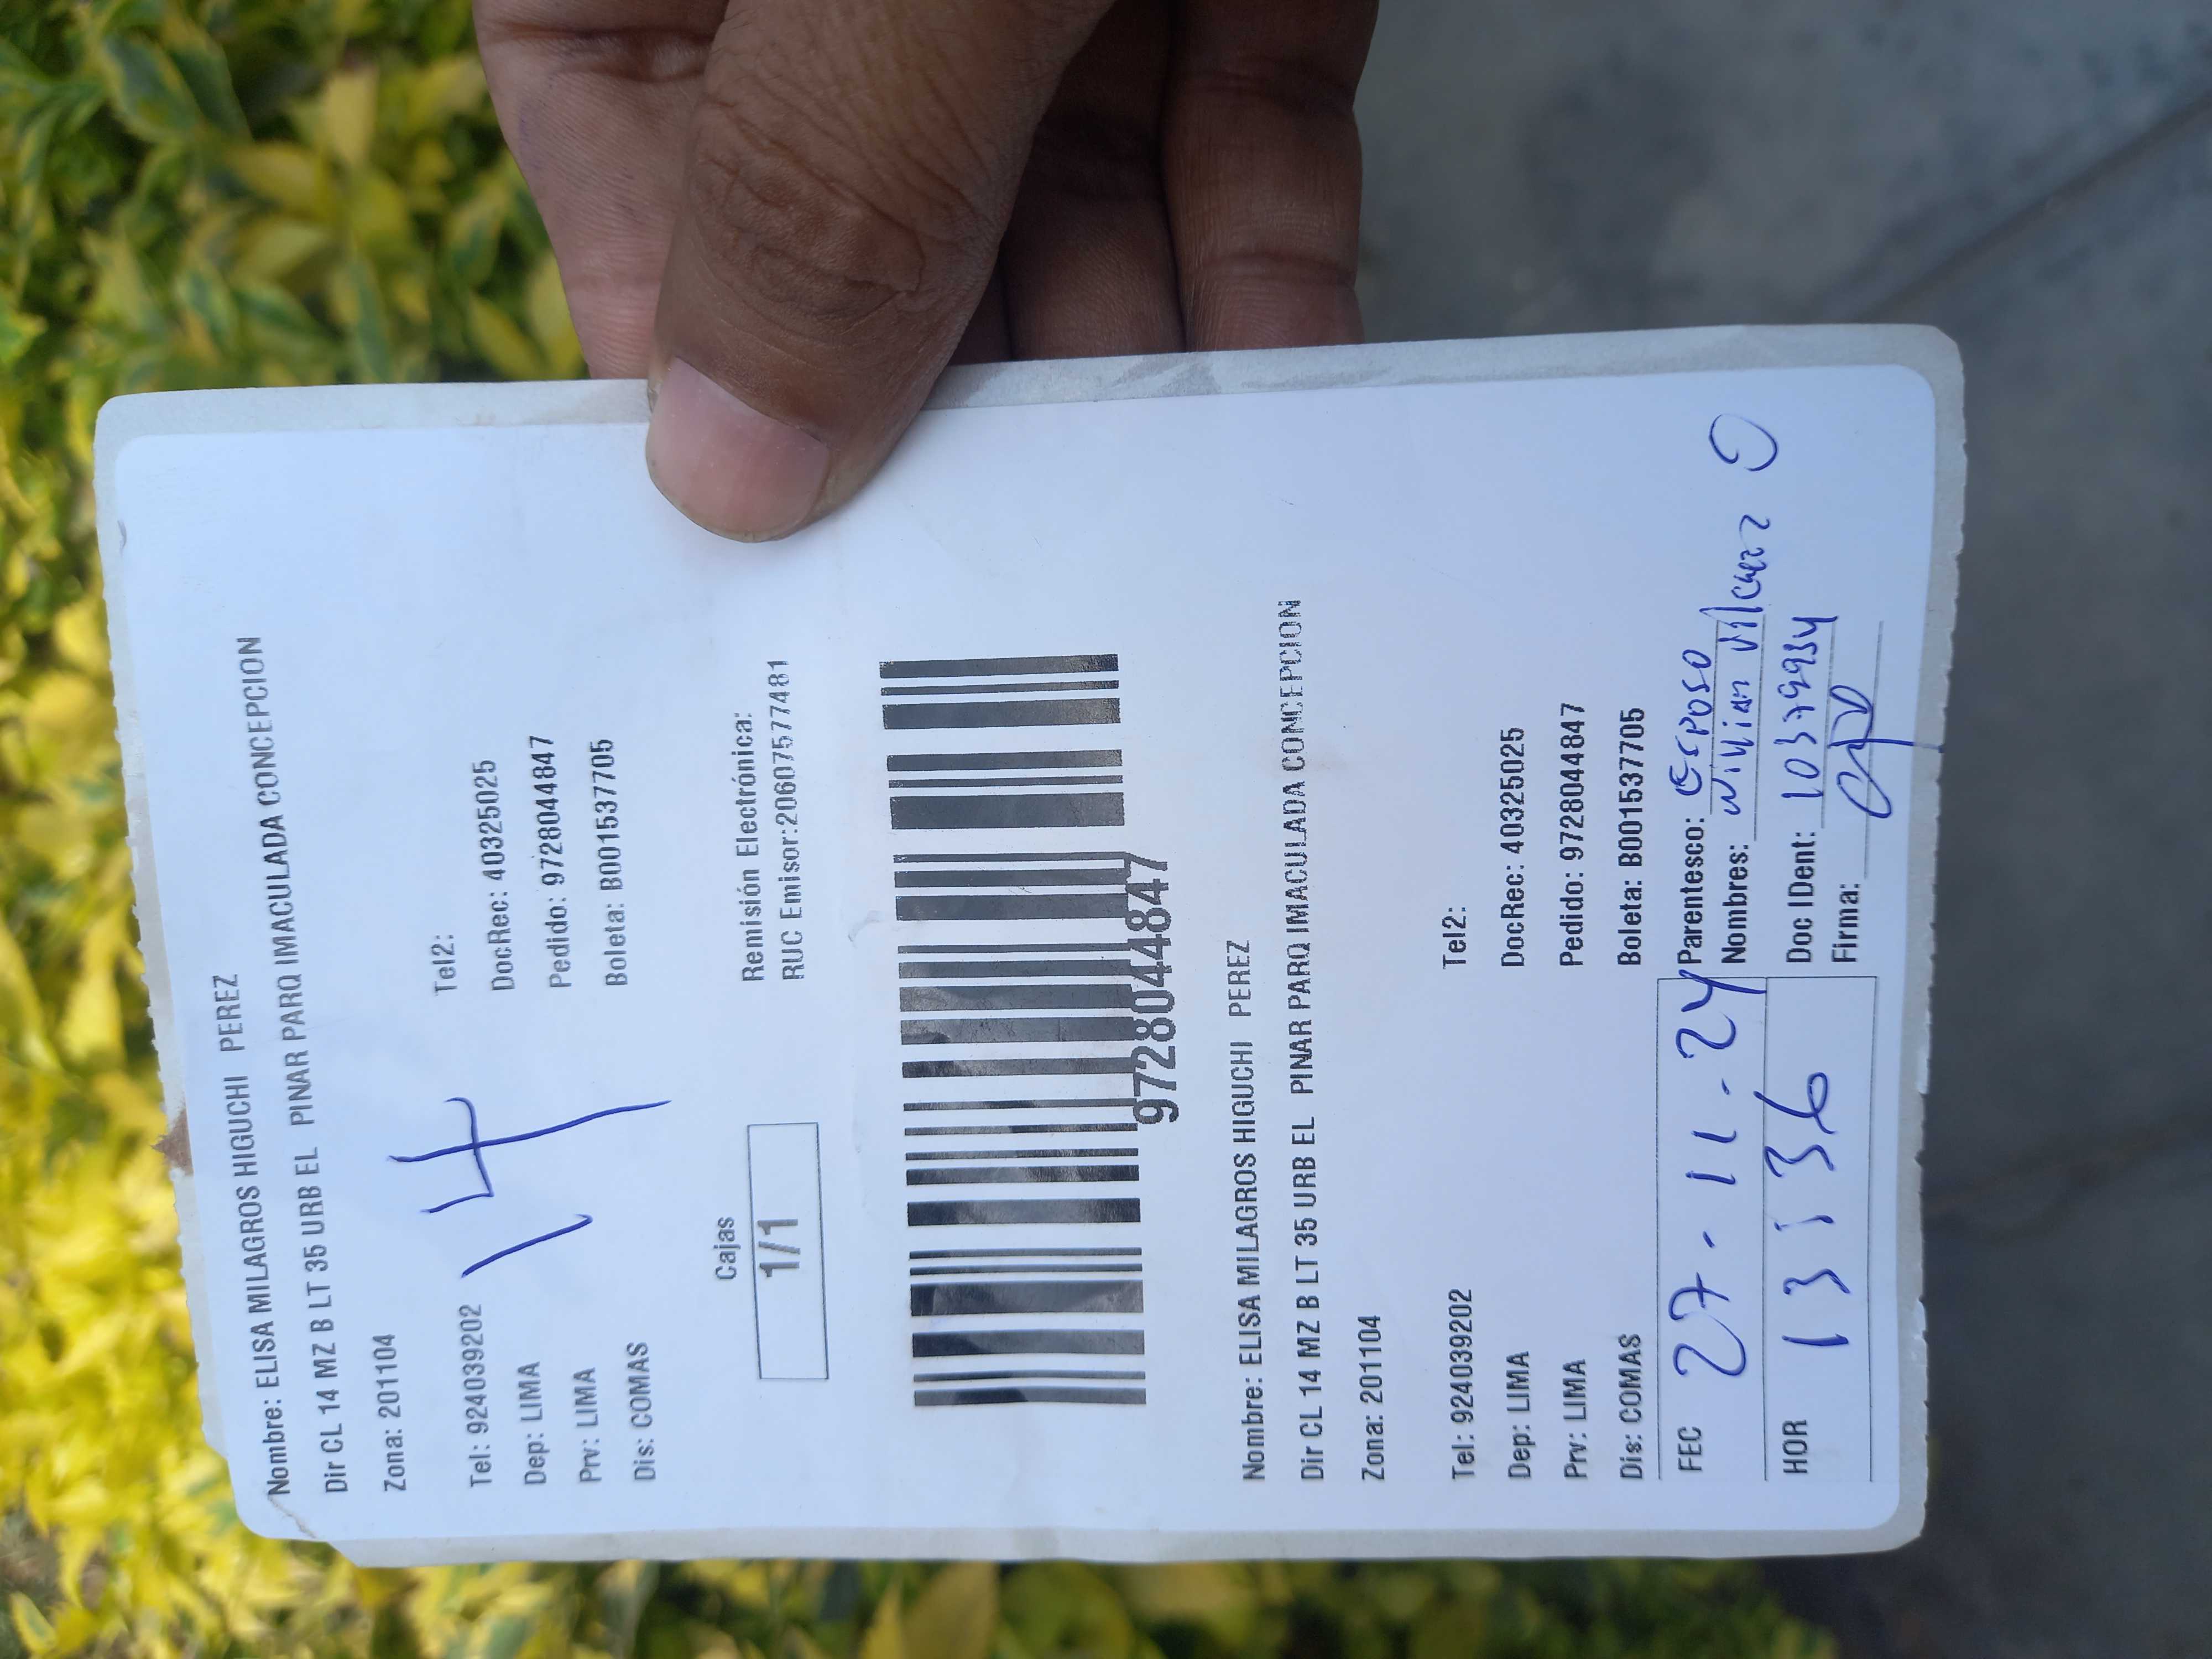 Nombre: ELISA MILAGROS HIGUCHI PEREZ
Dir CL 14 MZ B LT 35 URB EL PINAR PARQ IMACULADA CONCEPCION
Zona: 201104
14
Tel: 924039202 Tel2:
Dep: LIMA DocRec: 40325025
Prv: LIMA Pedido: 9728044847
Dis: COMAS Boleta: B001537705
Cajas Remisión Electrónica:
1/1 RUC Emisor:20607577481
9728044847
Nombre: ELISA MILAGROS HIGUCHI PEREZ
Dir CL 14 MZ B LT 35 URB EL PINAR PARQ IMACULADA CONCEPCION
Zona: 201104
Tel: 924039202 Tel2:
Dep: LIMA DocRec: 40325025
Prv: LIMA Pedido: 9728044847
Dis: COMAS Boleta: B001537705
FEC 27.11.24 Parentesco: Esposo
Nombres: Wilian
HOR 13:36 Doc IDent: 10379934
Firma: